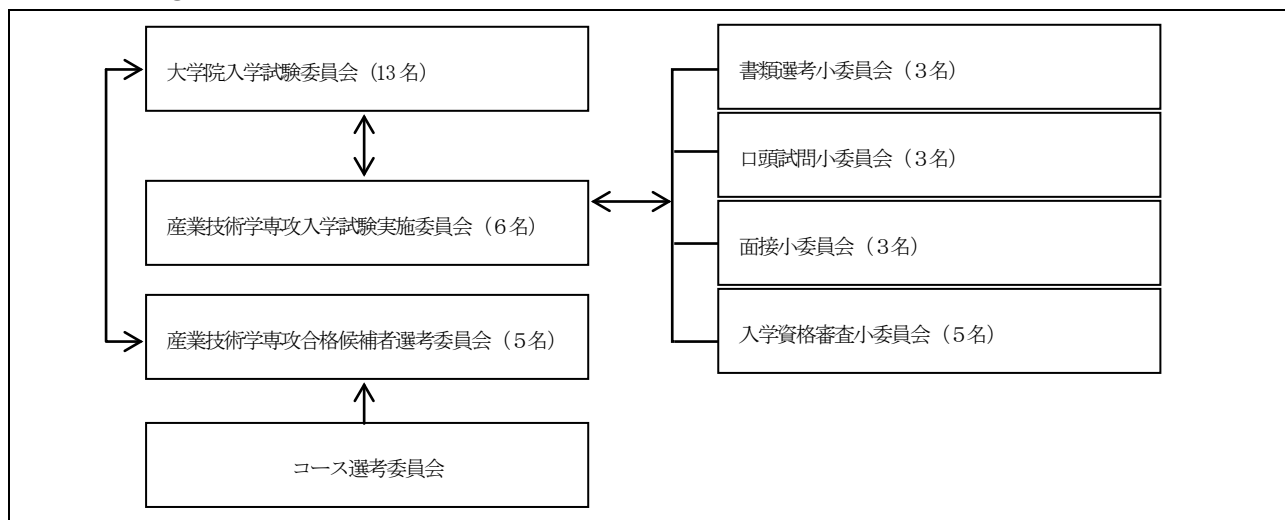 大学院入学試験委員会（13名）
産業技術学専攻入学試験実施委員会（６名）
産業技術学専攻合格候補者選考委員会（５名）
コース選考委員会
書類選考小委員会（３名）
口頭試問小委員会（３名）
面接小委員会（３名）
入学資格審査小委員会（５名）